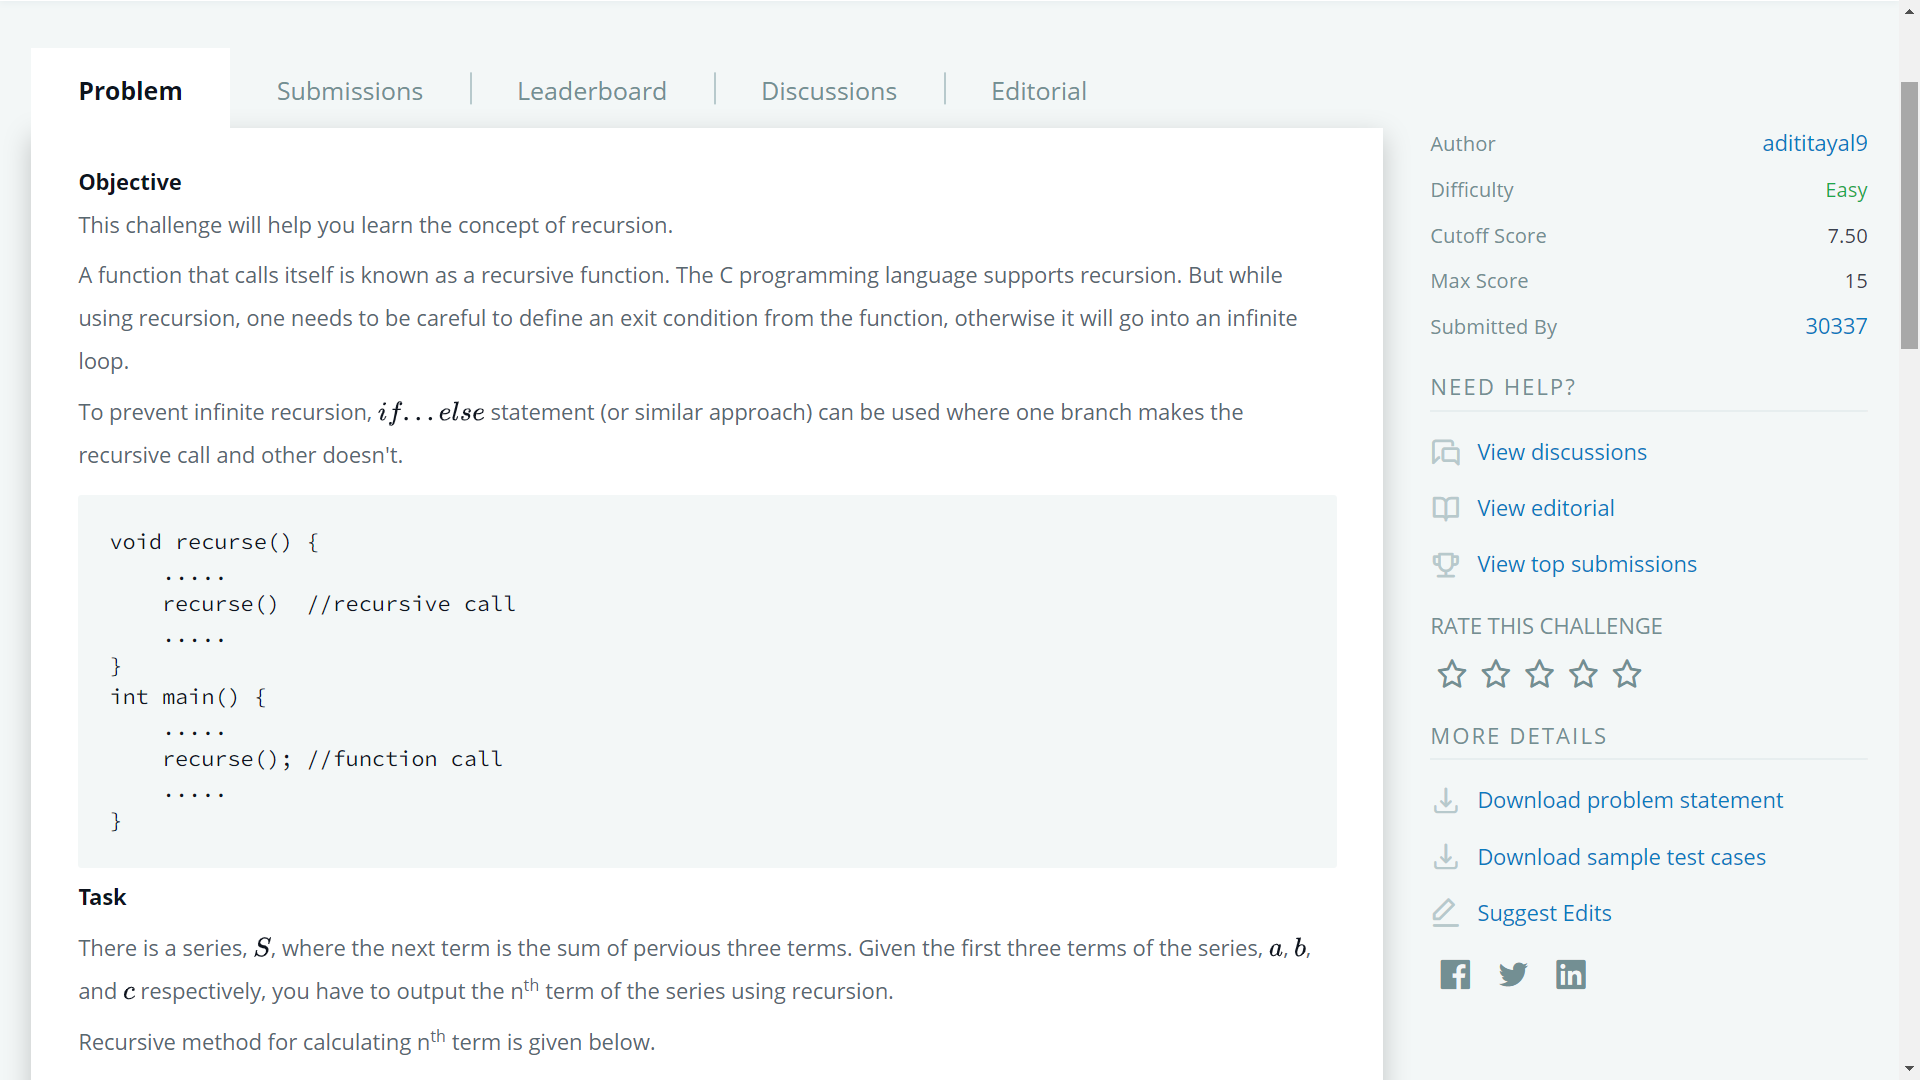 Problem
Submissions
Leaderboard
Discussions
Editorial
Objective
This challenge will help you learn the concept of recursion.
A function that calls itself is known as a recursive function. The C programming language supports recursion. But while
using recursion, one needs to be careful to define an exit condition from the function, otherwise it will go into an infinite
loop.
To prevent infinite recursion, if...else statement (or similar approach) can be used where one branch makes the
recursive call and other doesn't.
void recurse() {
.....
recurse()  //recursive call
.....
}
int main() {
.....
recurse(); //function call
.....
}
Task
There is a series, S, where the next term is the sum of pervious three terms. Given the first three terms of the series, a, b,
and c respectively, you have to output the nth term of the series using recursion.
Recursive method for calculating nth term is given below.
Author adititayal9
Difficulty Easy
Cutoff Score 7.50
Max Score 15
Submitted By 30337
NEED HELP?
View discussions
View editorial
View top submissions
RATE THIS CHALLENGE
MORE DETAILS
Download problem statement
Download sample test cases
Suggest Edits